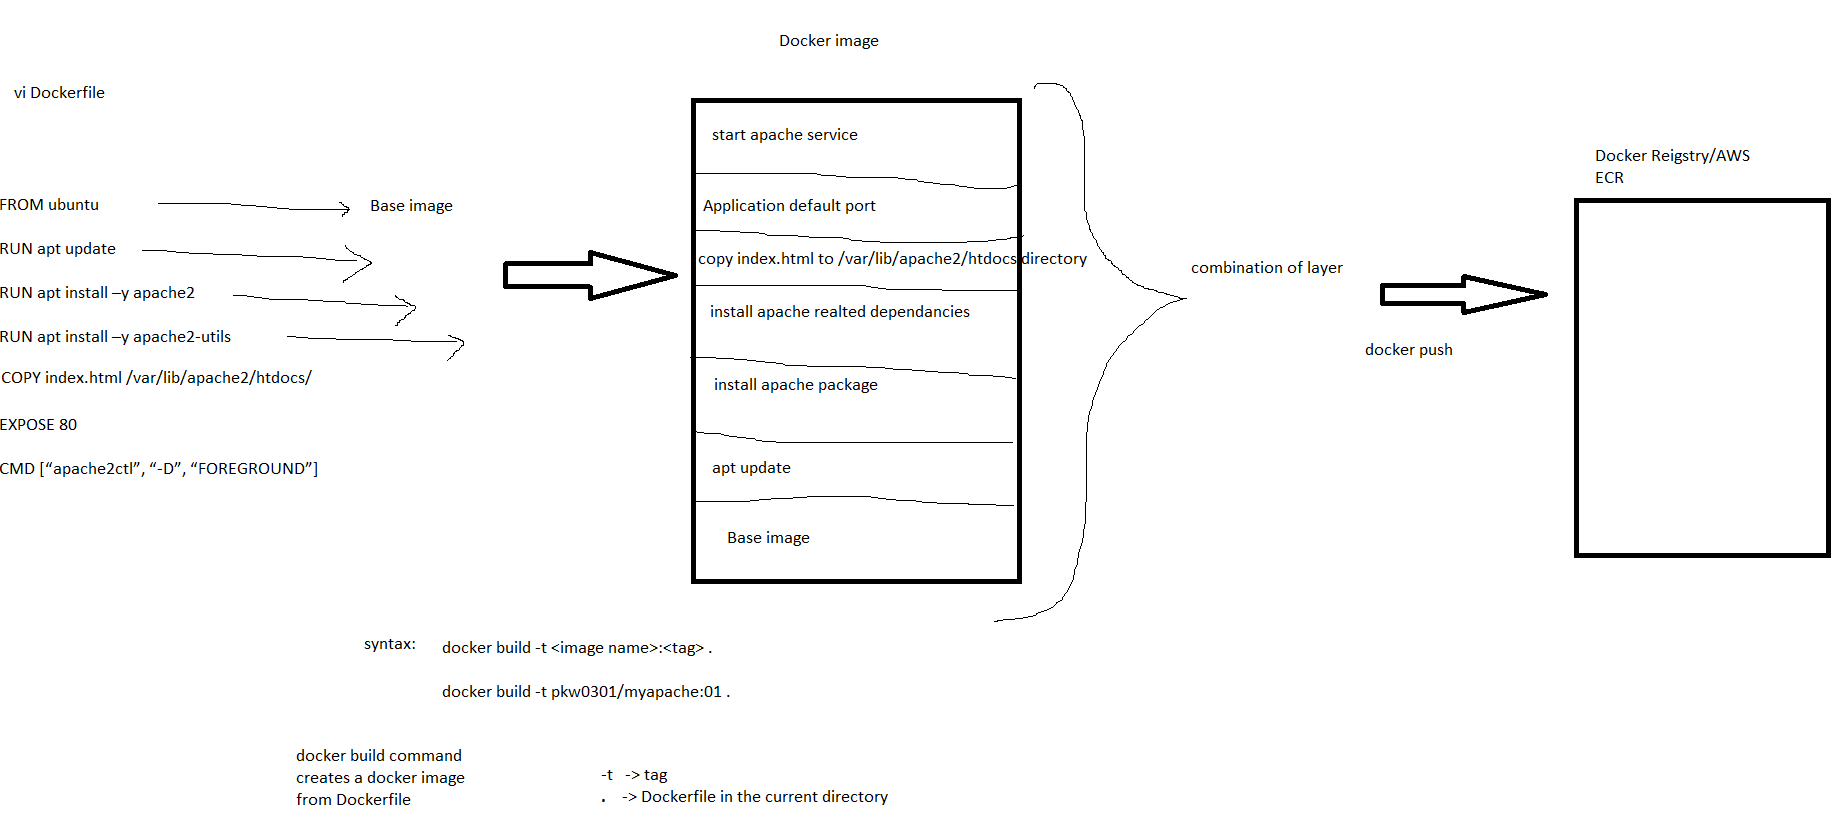 Docker image
vi Dockerfile
FROM ubuntu
Base image
RUN apt update
RUN apt install –y apache2
RUN apt install –y apache2-utils
COPY index.html /var/lib/apache2/htdocs/
EXPOSE 80
CMD [“apache2ctl”, “-D”, “FOREGROUND”]
start apache service
Application default port
copy index.html to /var/lib/apache2/htdocs directory
install apache realted dependancies
install apache package
apt update
Base image
combination of layer
docker push
Docker Reigstry/AWS
ECR
syntax:
docker build -t <image name>:<tag> .
docker build -t pkw0301/myapache:01 .
docker build command
creates a docker image
from Dockerfile
-t -> tag
. -> Dockerfile in the current directory